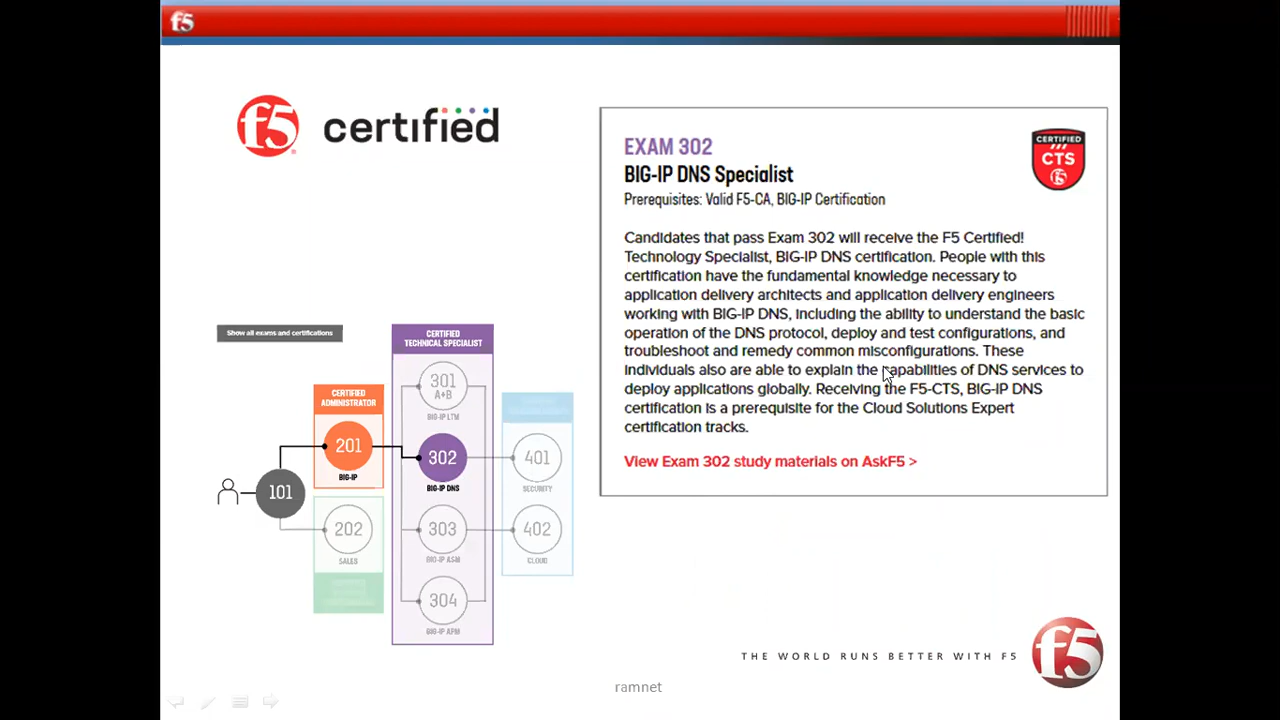 f5
f5 certified
EXAM 302
BIG-IP DNS Specialist
Prerequisites: Valid F5-CA, BIG-IP Certification
CERTIFIED
CTS
f5
Candidates that pass Exam 302 will receive the F5 Certified!
Technology Specialist, BIG-IP DNS certification. People with this
certification have the fundamental knowledge necessary to
application delivery architects and application delivery engineers
working with BIG-IP DNS, including the ability to understand the basic
operation of the DNS protocol, deploy and test configurations, and
troubleshoot and remedy common misconfigurations. These
individuals also are able to explain the capabilities of DNS services to
deploy applications globally. Receiving the F5-CTS, BIG-IP DNS
certification is a prerequisite for the Cloud Solutions Expert
certification tracks.
View Exam 302 study materials on AskF5 >
Show all exams and certifications
CERTIFIED
TECHNICAL SPECIALIST
301
A+B
BIG-IP LTM
CERTIFIED
ADMINISTRATOR
201
BIG-IP
302
BIG-IP DNS
401
SECURITY
101
202
SALES
303
BIG-IP ASM
402
CLOUD
304
BIG-IP APM
THE WORLD RUNS BETTER WITH F5
f5
ramnet